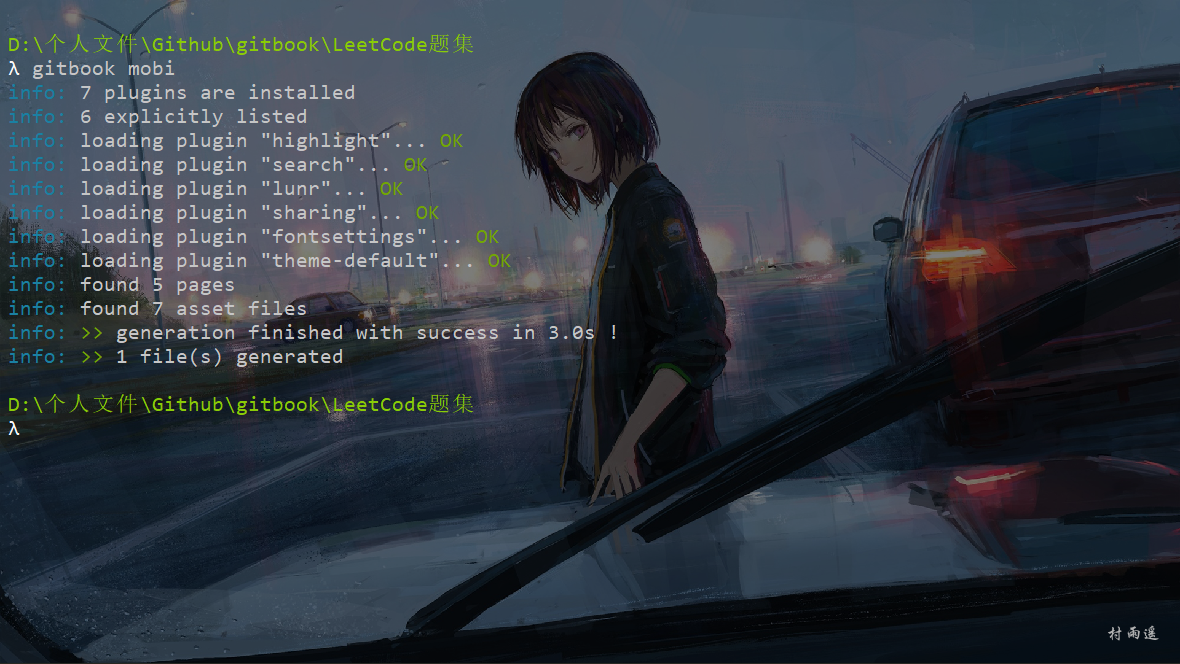 D:\个人文件\Github\gitbook\LeetCode题集
λ gitbook mobi
info: 7 plugins are installed
info: 6 explicitly listed
info: loading plugin "highlight"... OK
info: loading plugin "search"... OK
info: loading plugin "lunr"... OK
info: loading plugin "sharing"... OK
info: loading plugin "fontsettings"... OK
info: loading plugin "theme-default"... OK
info: found 5 pages
info: found 7 asset files
info: >> generation finished with success in 3.0s !
info: >> 1 file(s) generated
D:\个人文件\Github\gitbook\LeetCode题集
λ
村雨遥